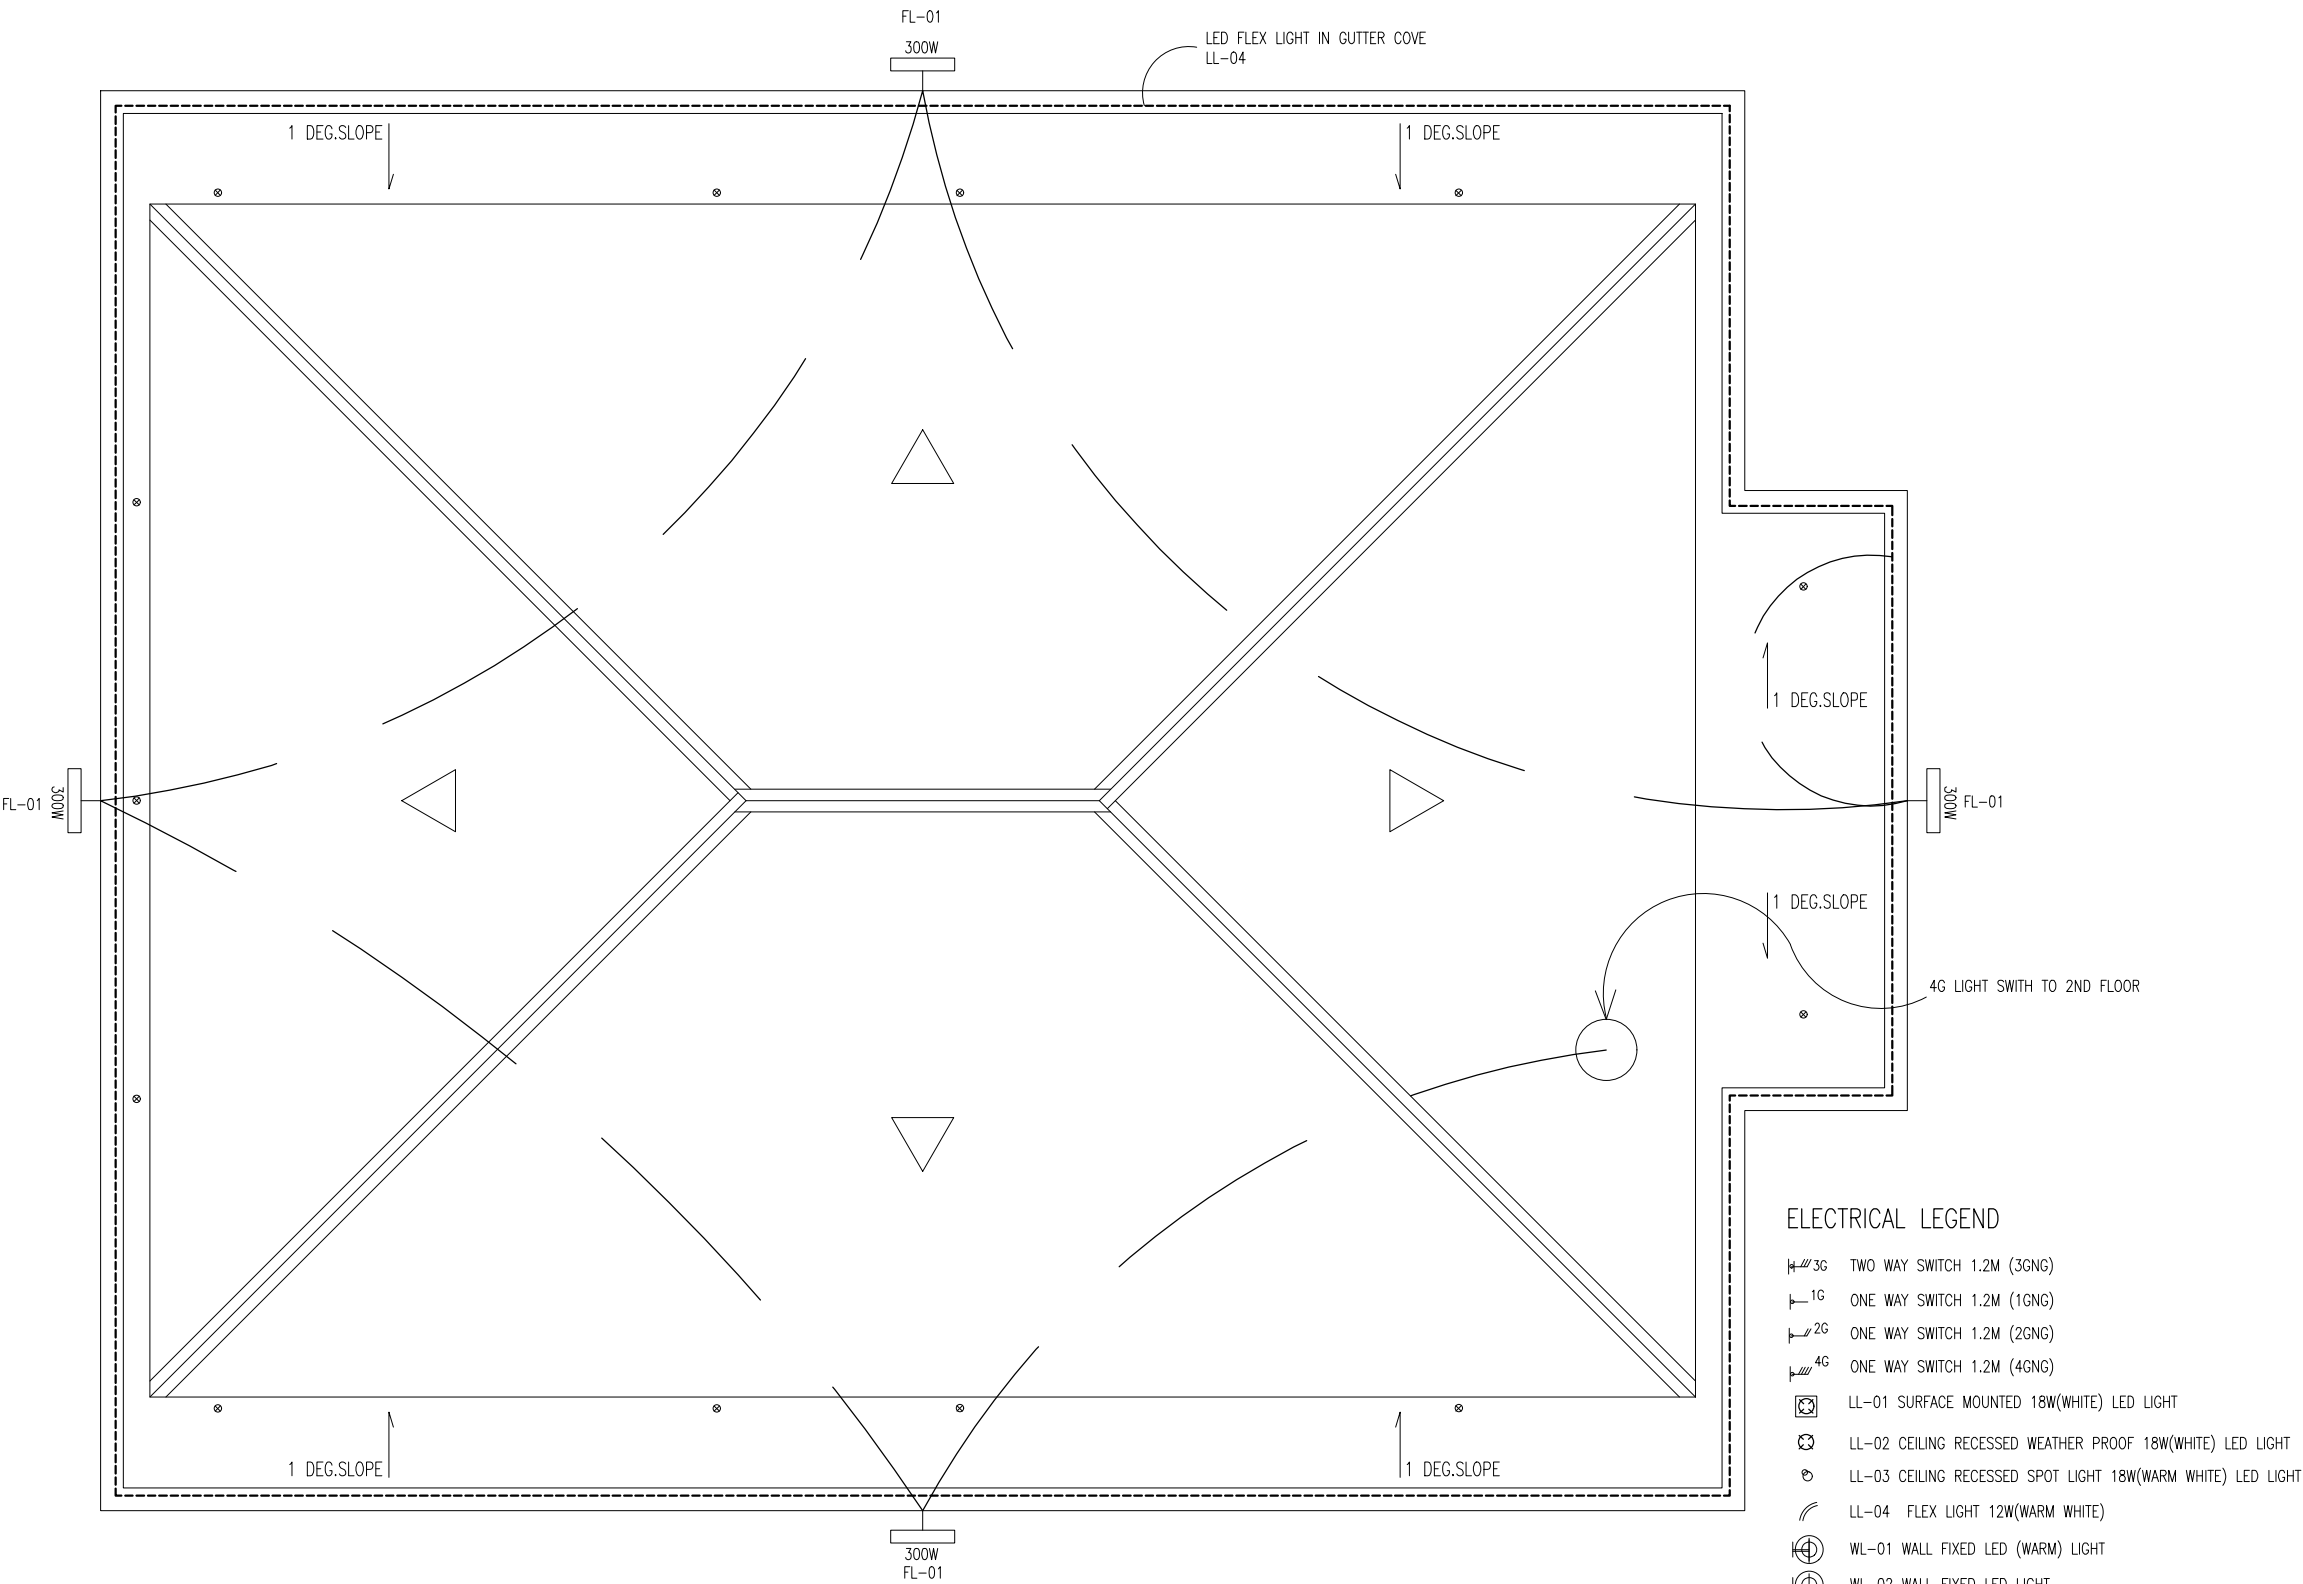 FL-01
300W
LED FLEX LIGHT IN GUTTER COVE
LL-04
1 DEG.SLOPE
1 DEG.SLOPE
1 DEG.SLOPE
FL-01
300W
300W
FL-01
1 DEG.SLOPE
4G LIGHT SWITH TO 2ND FLOOR
1 DEG.SLOPE
1 DEG.SLOPE
300W
FL-01
ELECTRICAL LEGEND
3G TWO WAY SWITCH 1.2M (3GNG)
1G ONE WAY SWITCH 1.2M (1GNG)
2G ONE WAY SWITCH 1.2M (2GNG)
4G ONE WAY SWITCH 1.2M (4GNG)
LL-01 SURFACE MOUNTED 18W(WHITE) LED LIGHT
LL-02 CEILING RECESSED WEATHER PROOF 18W(WHITE) LED LIGHT
LL-03 CEILING RECESSED SPOT LIGHT 18W(WARM WHITE) LED LIGHT
LL-04 FLEX LIGHT 12W(WARM WHITE)
WL-01 WALL FIXED LED (WARM) LIGHT
WL-02 WALL FIXED LED LIGHT